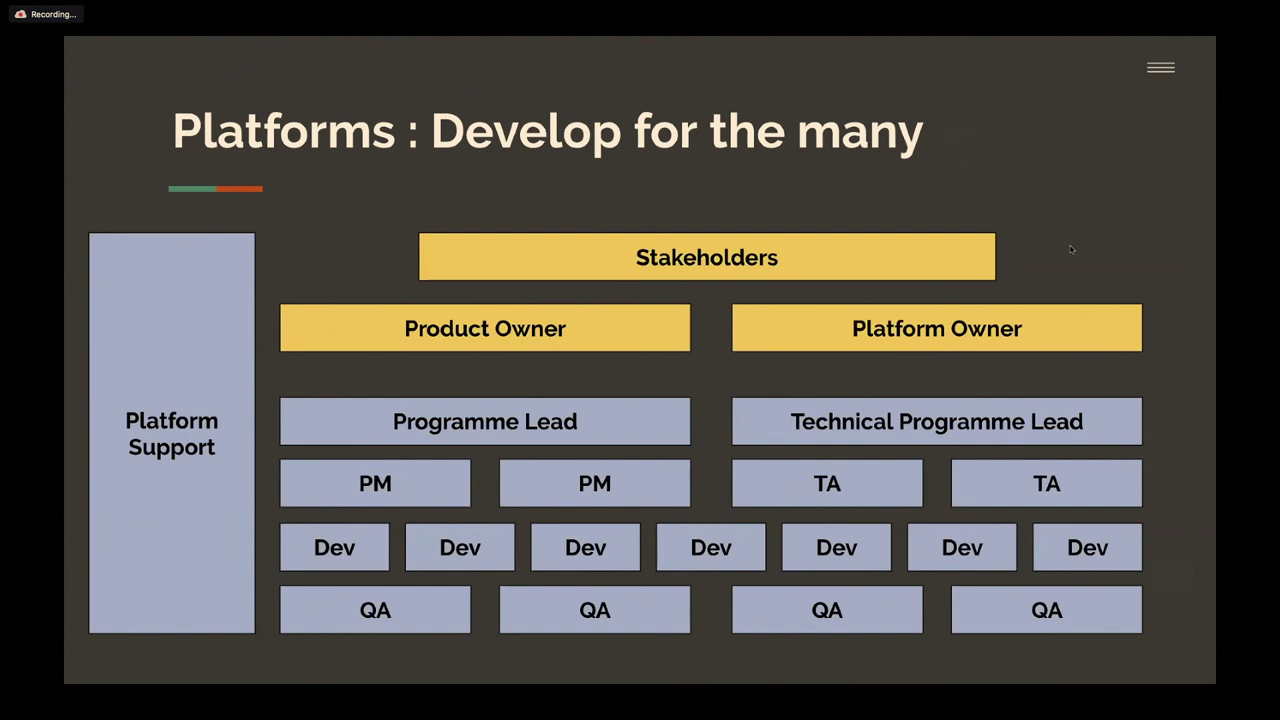 Recording...
Platforms : Develop for the many
Stakeholders
Product Owner
Platform Owner
Platform
Support
Programme Lead
Technical Programme Lead
PM
PM
TA
TA
Dev
Dev
Dev
Dev
Dev
Dev
Dev
QA
QA
QA
QA